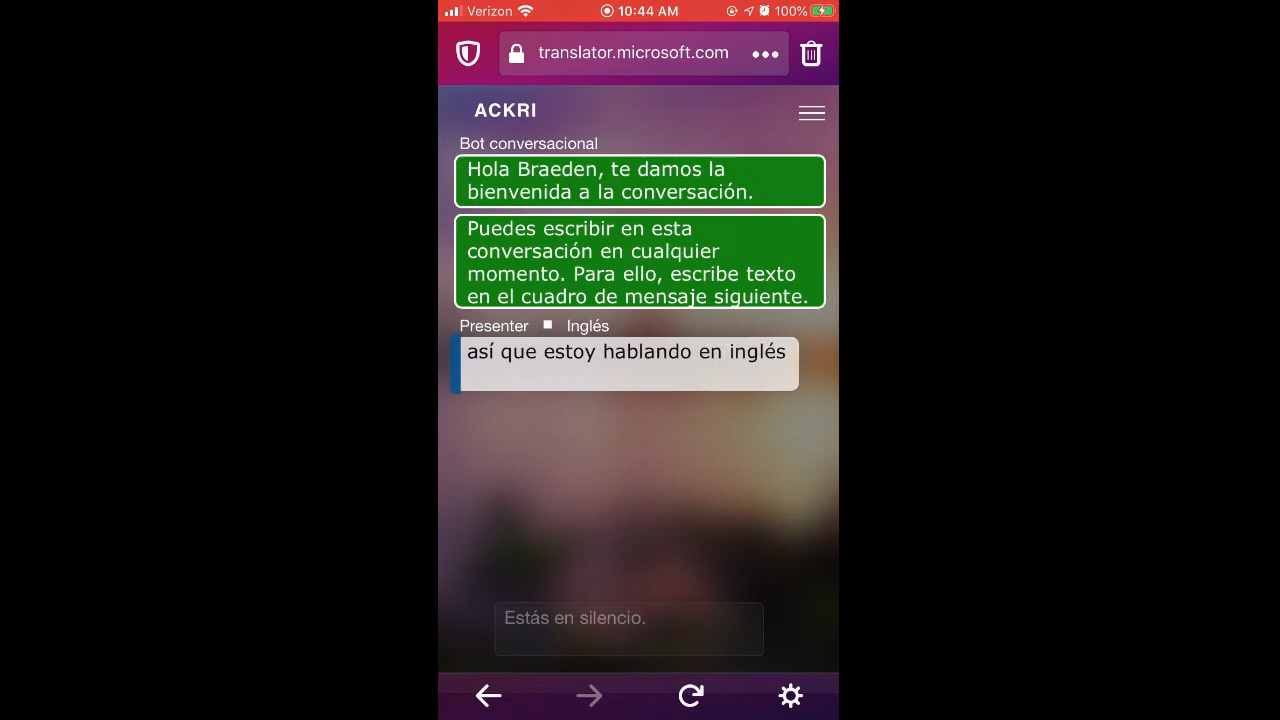 Verizon 10:44 AM 100%
translator.microsoft.com
ACKRI
Bot conversacional
Hola Braeden, te damos la
bienvenida a la conversación.
Puedes escribir en esta
conversación en cualquier
momento. Para ello, escribe texto
en el cuadro de mensaje siguiente.
Presenter Inglés
así que estoy hablando en inglés
Estás en silencio.